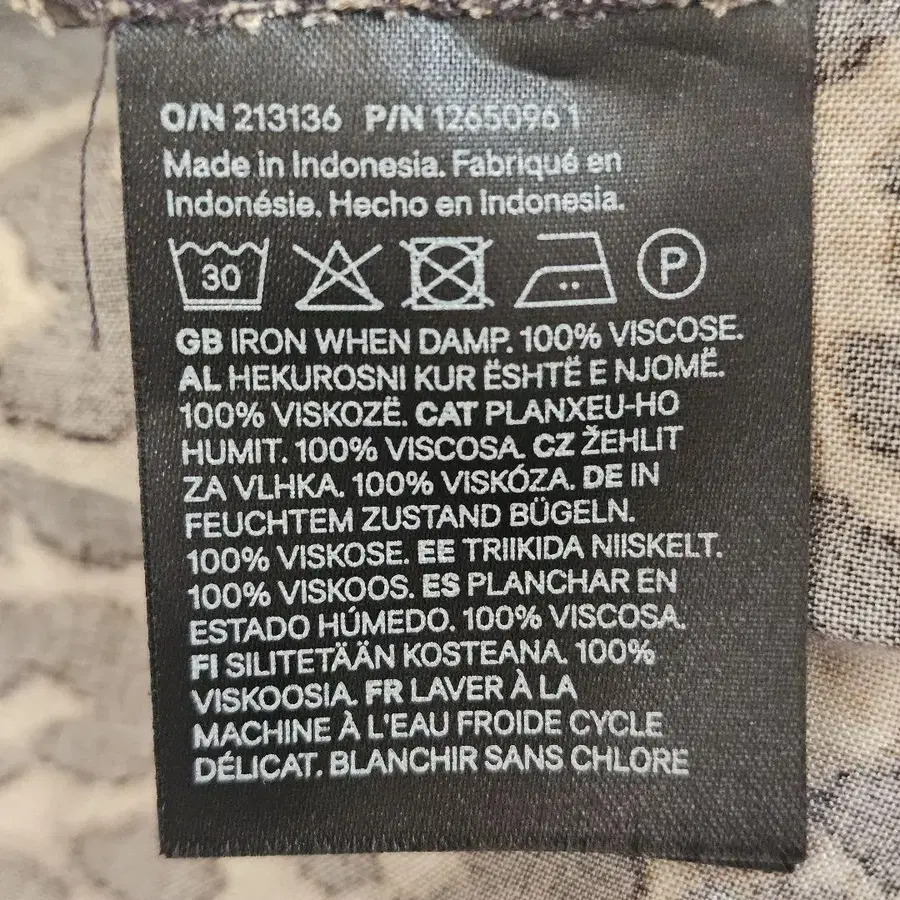 O/N 213136 P/N 1265096 1
Made in Indonesia. Fabriqué en
Indonésie. Hecho en Indonesia.
30 P
GB IRON WHEN DAMP. 100% VISCOSE.
AL HEKUROSNI KUR ËSHTË E NJOMË.
100% VISKOZË. CAT PLANXEU-HO
HUMIT. 100% VISCOSA. CZ ŽEHLIT
ZA VLHKA. 100% VISKÓZA. DE IN
FEUCHTEM ZUSTAND BÜGELN.
100% VISKOSE. EE TRIIKIDA NIISKELT.
100% VISKOOS. ES PLANCHAR EN
ESTADO HÚMEDO. 100% VISCOSA.
FI SILITETÄÄN KOSTEANA. 100%
VISKOOSIA. FR LAVER À LA
MACHINE À L'EAU FROIDE CYCLE
DÉLICAT. BLANCHIR SANS CHLORE